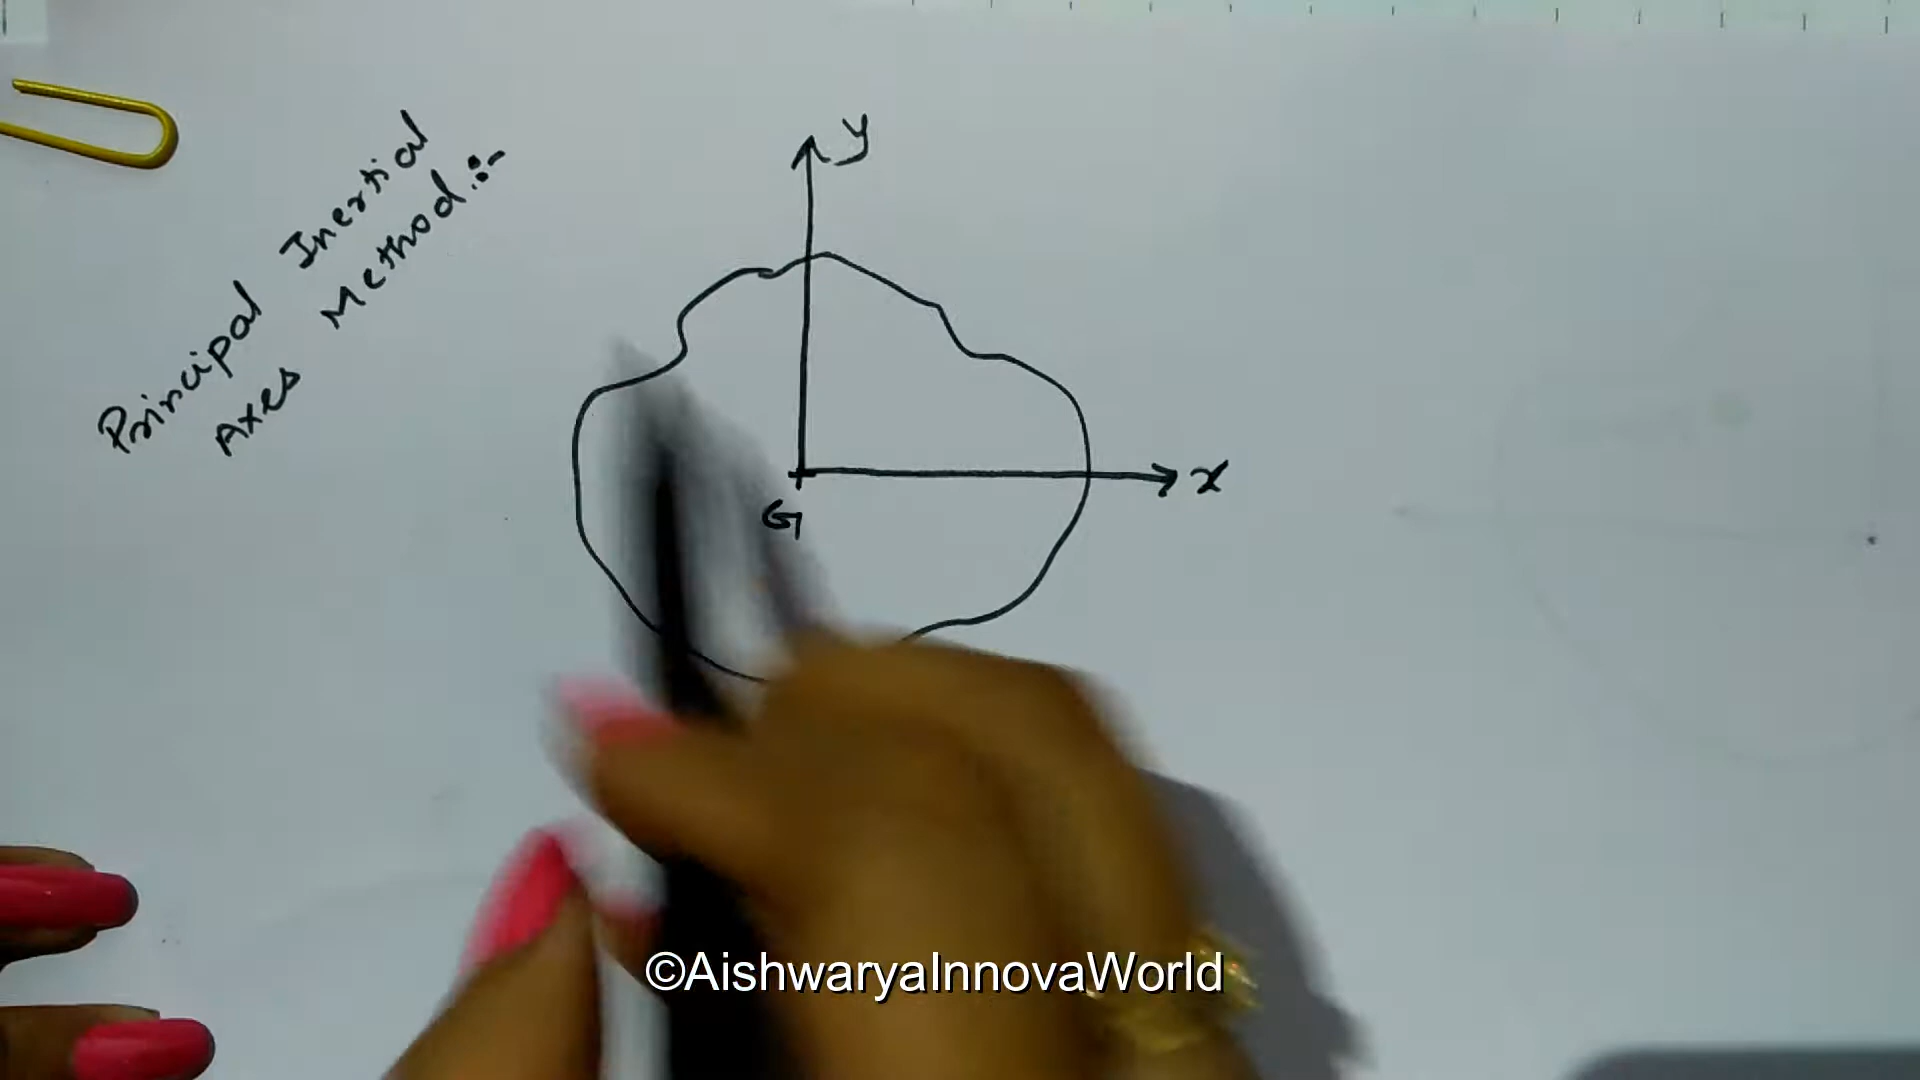 Principal Inertial
Axes Method :-
y
x
G
©AishwaryaInnovaWorld